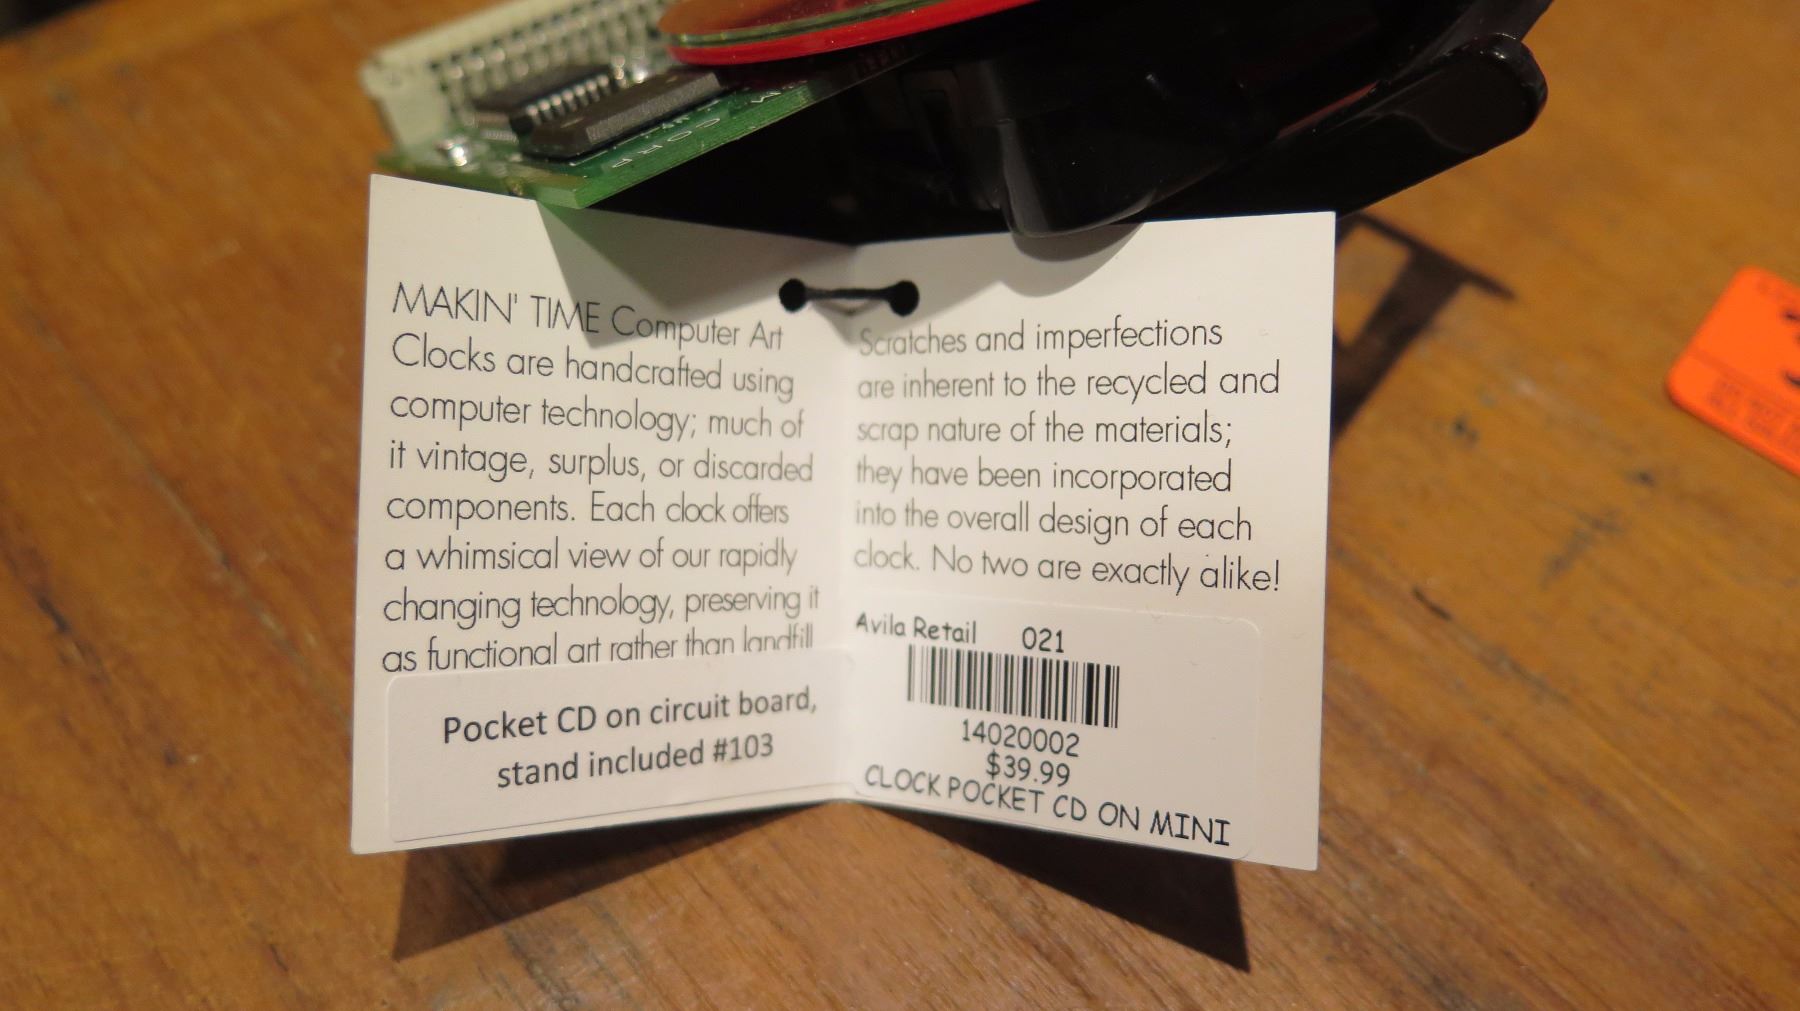 CORP
MAKIN' TIME Computer Art
Clocks are handcrafted using
computer technology; much of
it vintage, surplus, or discarded
components. Each clock offers
a whimsical view of our rapidly
changing technology, preserving it
as functional art rather than landfill
Pocket CD on circuit board,
stand included #103
Scratches and imperfections
are inherent to the recycled and
scrap nature of the materials;
they have been incorporated
into the overall design of each
clock. No two are exactly alike!
Avila Retail 021
14020002
$39.99
CLOCK POCKET CD ON MINI